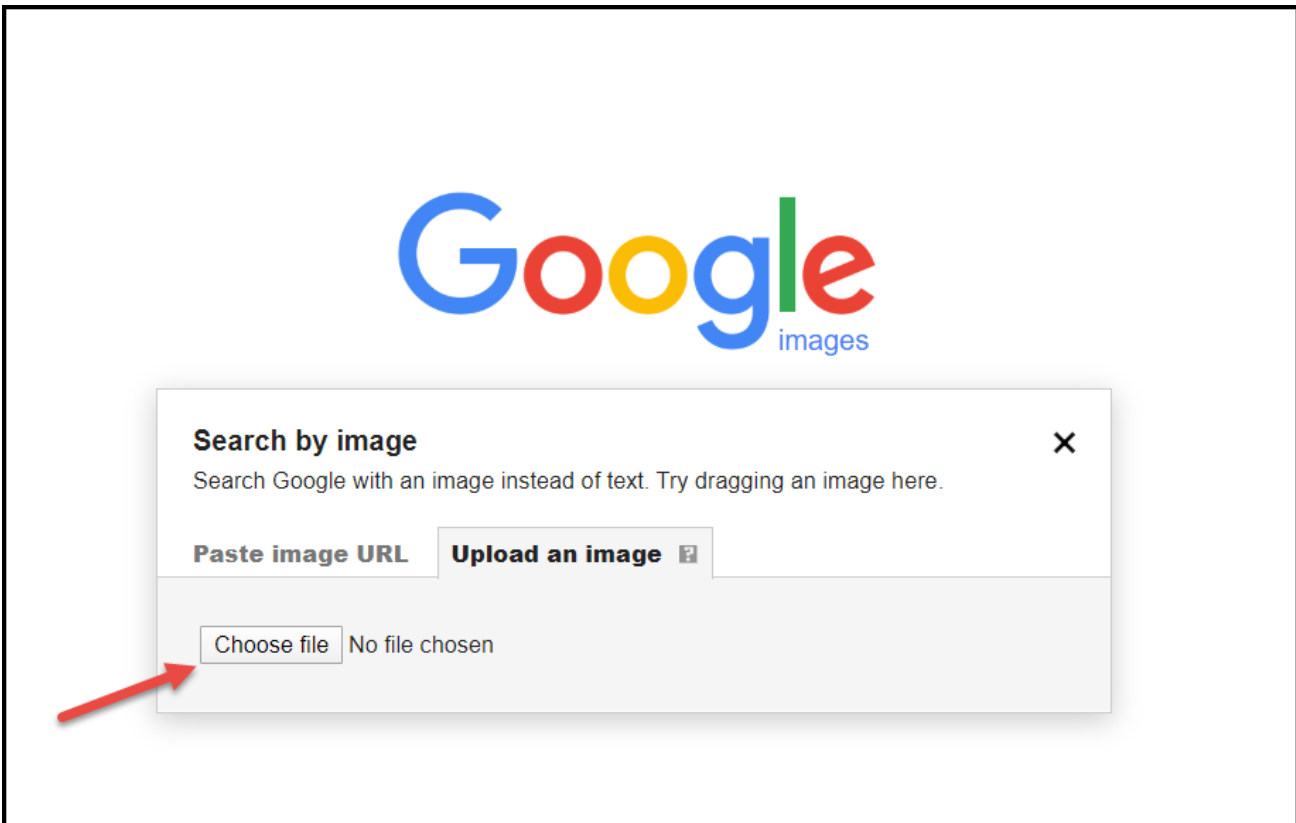 Google
images
Search by image
Search Google with an image instead of text. Try dragging an image here.
Paste image URL Upload an image ?
Choose file No file chosen